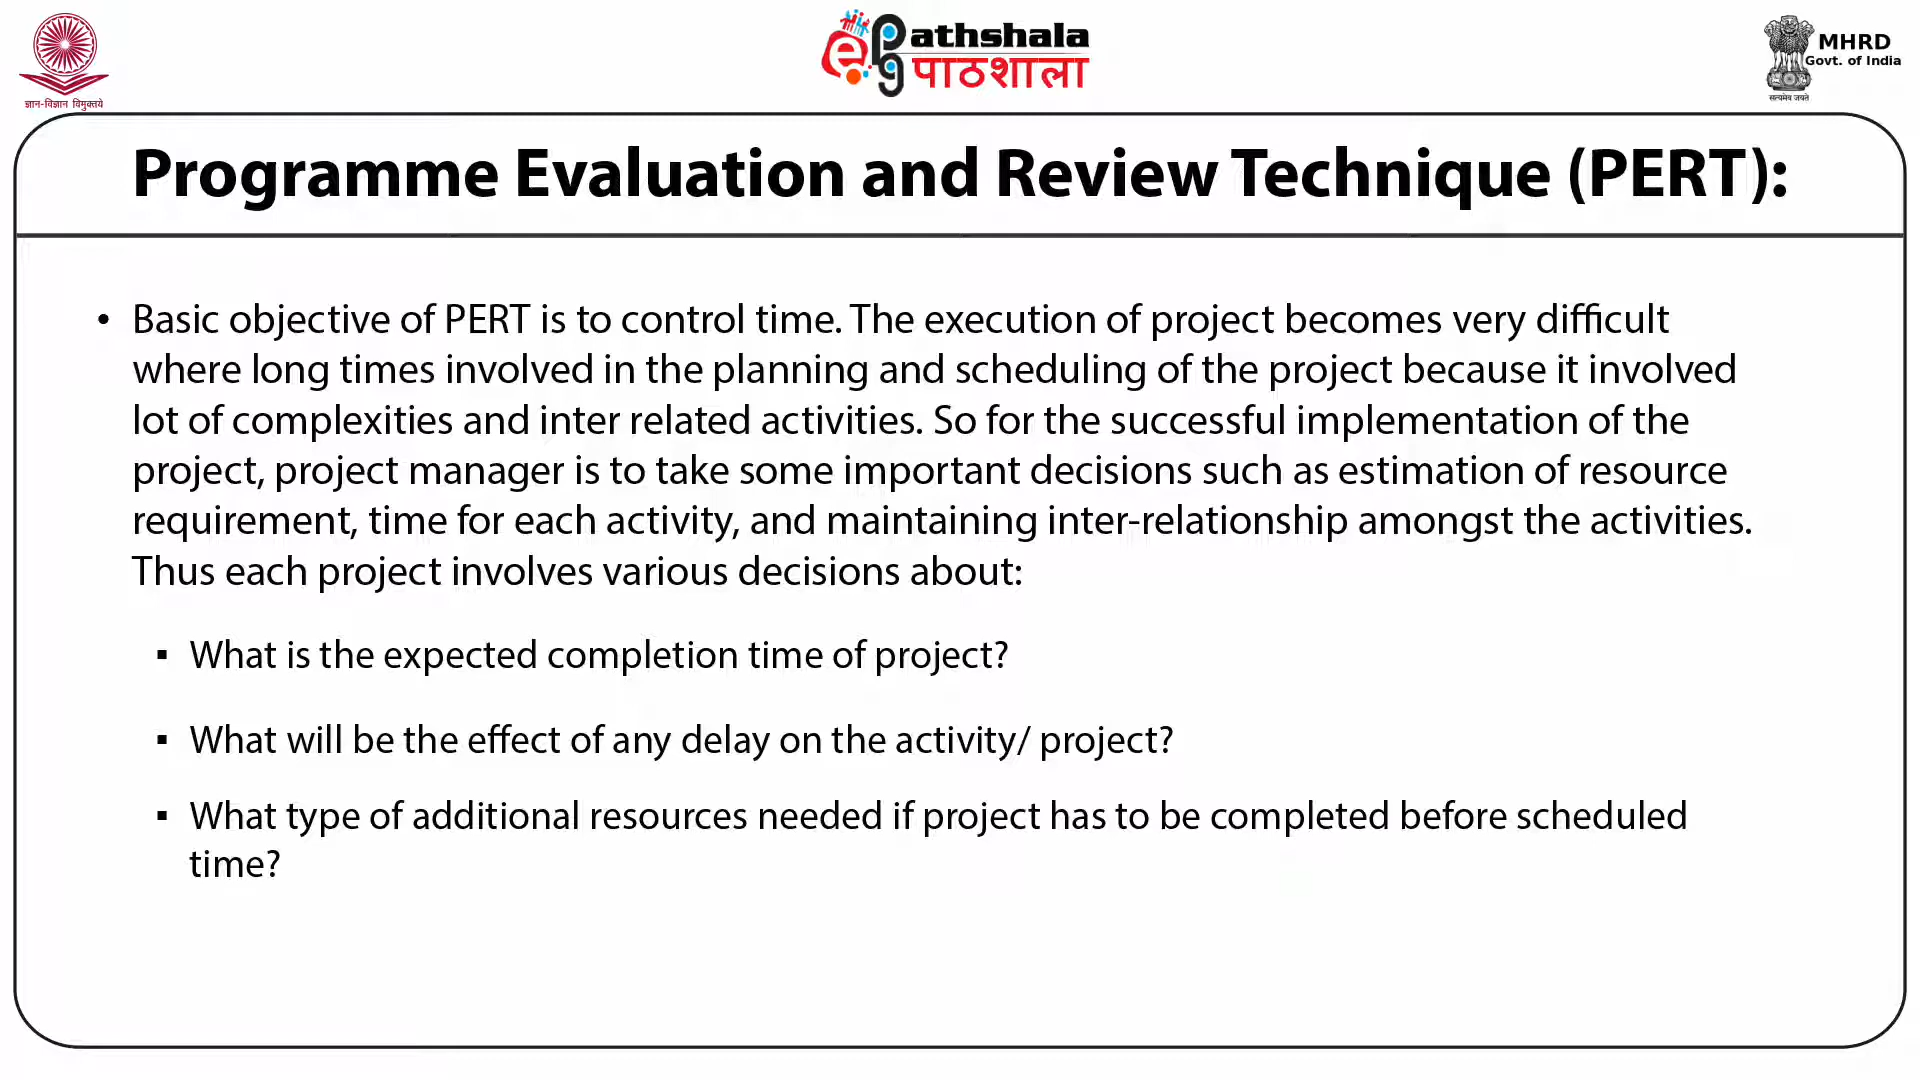 ज्ञान-विज्ञान विमुक्तये
ePathshala
पाठशाला
MHRD
Govt. of India
सत्यमेव जयते
Programme Evaluation and Review Technique (PERT):
• Basic objective of PERT is to control time. The execution of project becomes very difficult
where long times involved in the planning and scheduling of the project because it involved
lot of complexities and inter related activities. So for the successful implementation of the
project, project manager is to take some important decisions such as estimation of resource
requirement, time for each activity, and maintaining inter-relationship amongst the activities.
Thus each project involves various decisions about:
▪ What is the expected completion time of project?
▪ What will be the effect of any delay on the activity/ project?
▪ What type of additional resources needed if project has to be completed before scheduled
time?